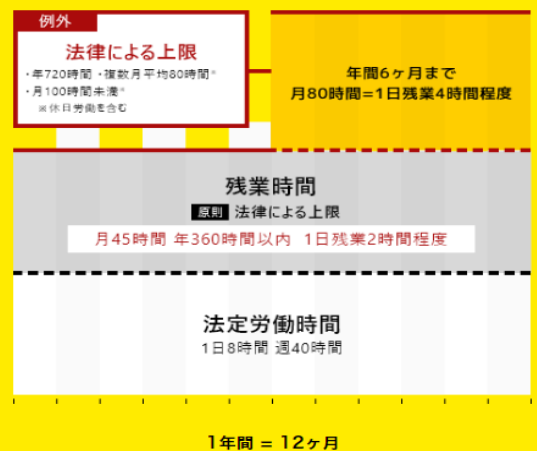 例外
法律による上限
・年720時間 ・複数月平均80時間*
・月100時間未満*
※休日労働を含む
年間6ヶ月まで
月80時間=1日残業4時間程度
残業時間
原則 法律による上限
月45時間 年360時間以内 1日残業2時間程度
法定労働時間
1日8時間 週40時間
1年間 = 12ヶ月